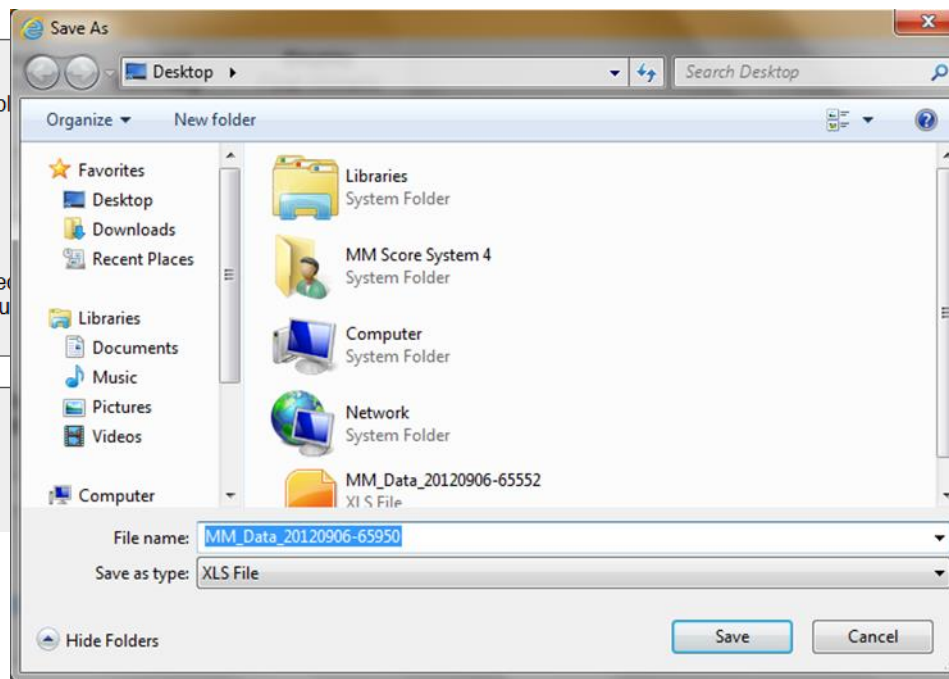 Save As
Desktop
Search Desktop
Organize
New folder
Favorites
Desktop
Downloads
Recent Places
Libraries
Documents
Music
Pictures
Videos
Computer
Libraries
System Folder
MM Score System 4
System Folder
Computer
System Folder
Network
System Folder
MM_Data_20120906-65552
XLS File
File name: MM_Data_20120906-65950
Save as type: XLS File
Hide Folders
Save
Cancel